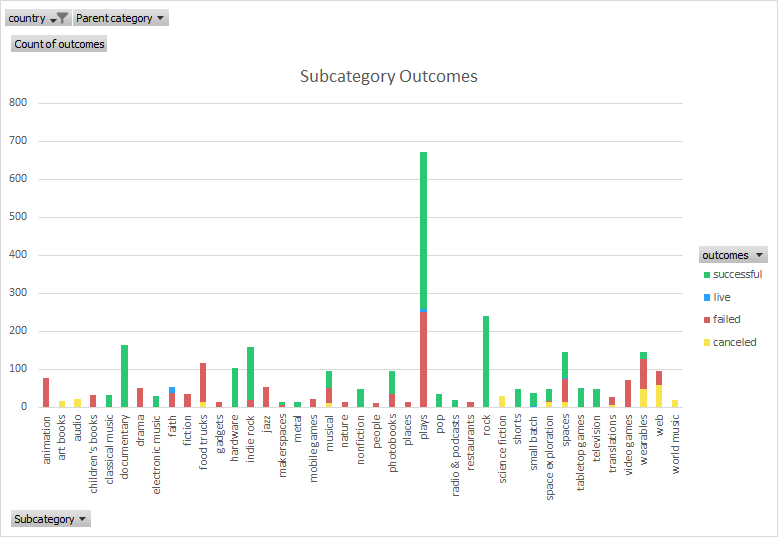 country Parent category
Count of outcomes
Subcategory Outcomes
800
700
600
500
400
300
200
100
0
animation
art books
audio
children's books
classical music
documentary
drama
electronic music
faith
fiction
food trucks
gadgets
hardware
indie rock
jazz
makerspaces
metal
mobile games
musical
nature
nonfiction
people
photobooks
places
plays
pop
radio & podcasts
restaurants
rock
science fiction
shorts
small batch
space exploration
spaces
tabletop games
television
translations
video games
wearables
web
world music
outcomes
successful
live
failed
canceled
Subcategory